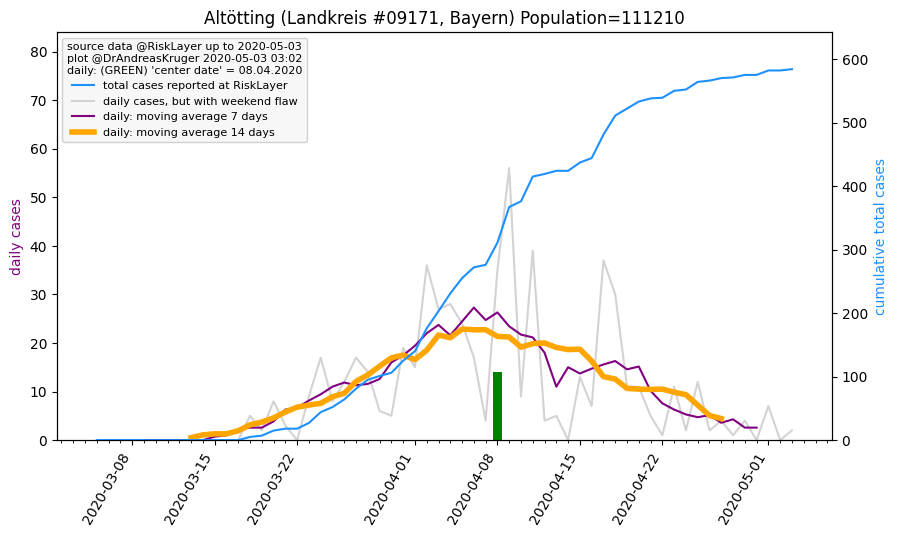 Altötting (Landkreis #09171, Bayern) Population=111210
source data @RiskLayer up to 2020-05-03
plot @DrAndreasKruger 2020-05-03 03:02
daily: (GREEN) 'center date' = 08.04.2020
total cases reported at RiskLayer
daily cases, but with weekend flaw
daily: moving average 7 days
daily: moving average 14 days
daily cases
80
70
60
50
40
30
20
10
0
600
500
400
300
200
100
0
cumulative total cases
2020-03-08
2020-03-15
2020-03-22
2020-04-01
2020-04-08
2020-04-15
2020-04-22
2020-05-01